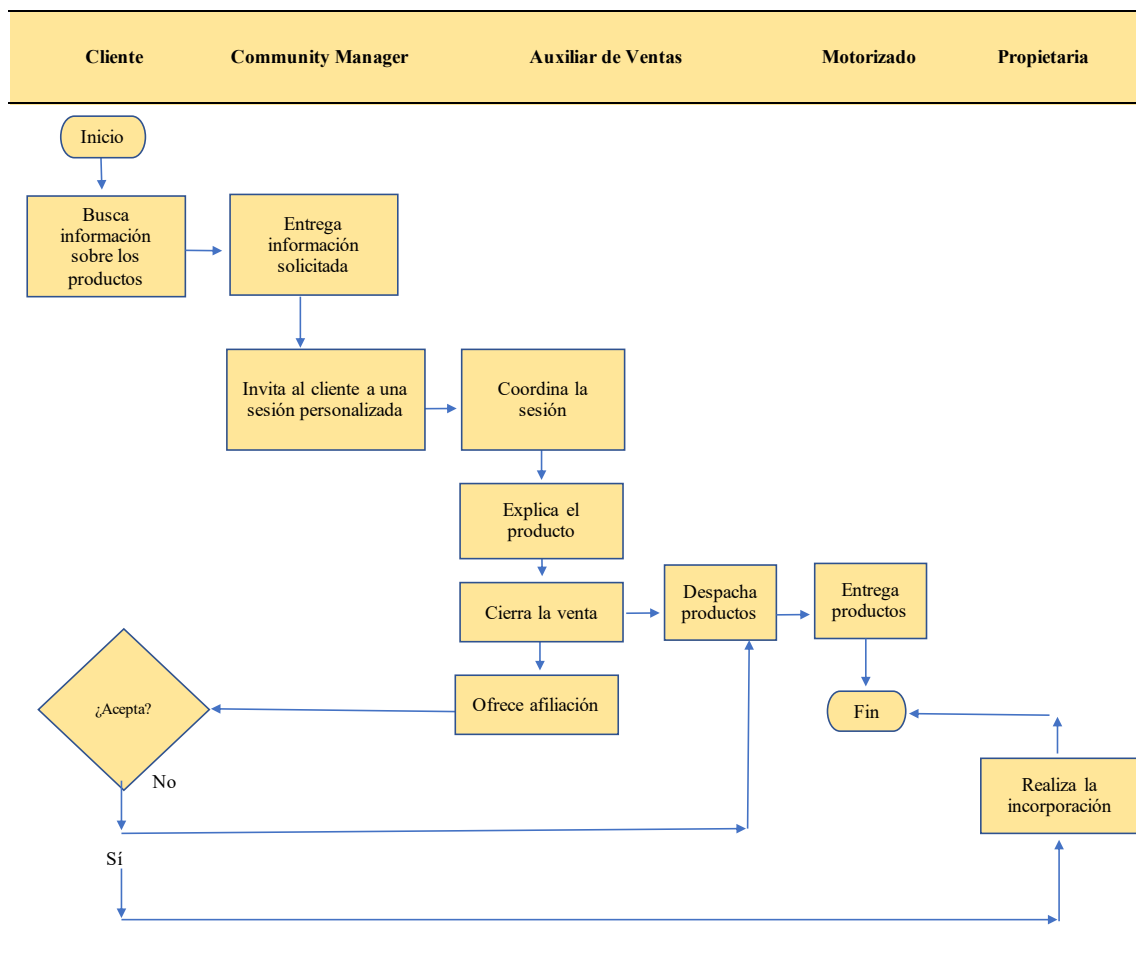 Cliente
Community Manager
Auxiliar de Ventas
Motorizado
Propietaria
Inicio
Busca
información
sobre los
productos
Entrega
información
solicitada
Invita al cliente a una
sesión personalizada
Coordina la
sesión
Explica el
producto
Cierra la venta
Despacha
productos
Entrega
productos
¿Acepta?
Ofrece afiliación
Fin
No
Realiza la
incorporación
Sí